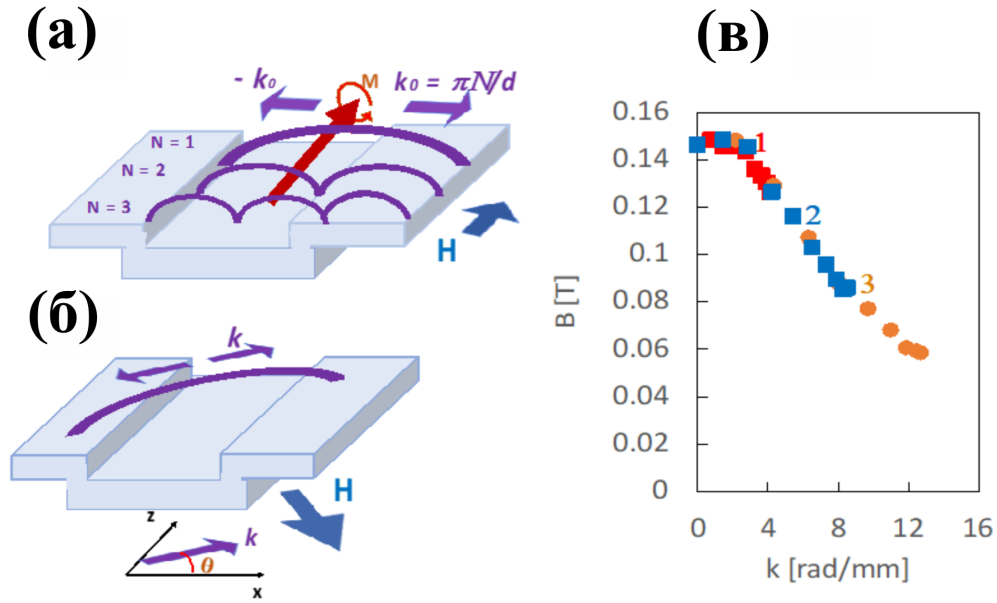 (а)
- k₀
M
k₀ = πN/d
N = 1
N = 2
N = 3
H
(б)
k
H
z
k
θ
x
(в)
0.16
0.14
0.12
0.1
0.08
0.06
0.04
0.02
0
B [T]
1
2
3
0 4 8 12 16
k [rad/mm]